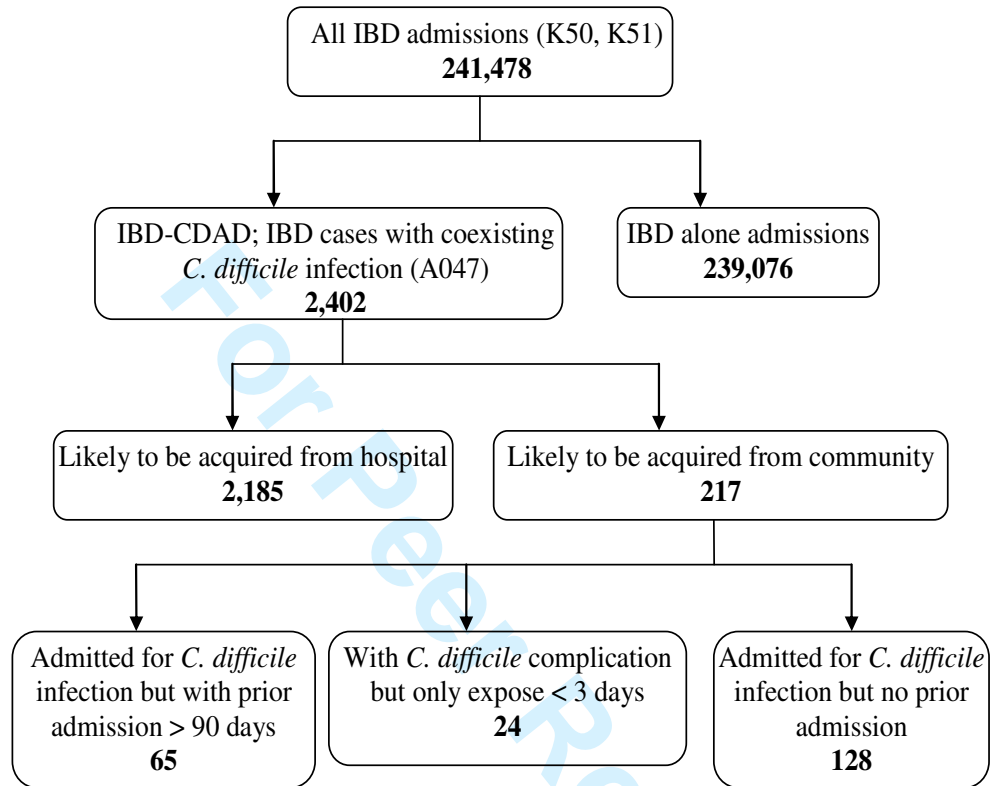 All IBD admissions (K50, K51)
241,478
IBD-CDAD; IBD cases with coexisting
C. difficile infection (A047)
2,402
IBD alone admissions
239,076
Likely to be acquired from hospital
2,185
Likely to be acquired from community
217
Admitted for C. difficile
infection but with prior
admission > 90 days
65
With C. difficile complication
but only expose < 3 days
24
Admitted for C. difficile
infection but no prior
admission
128
For Peer Re